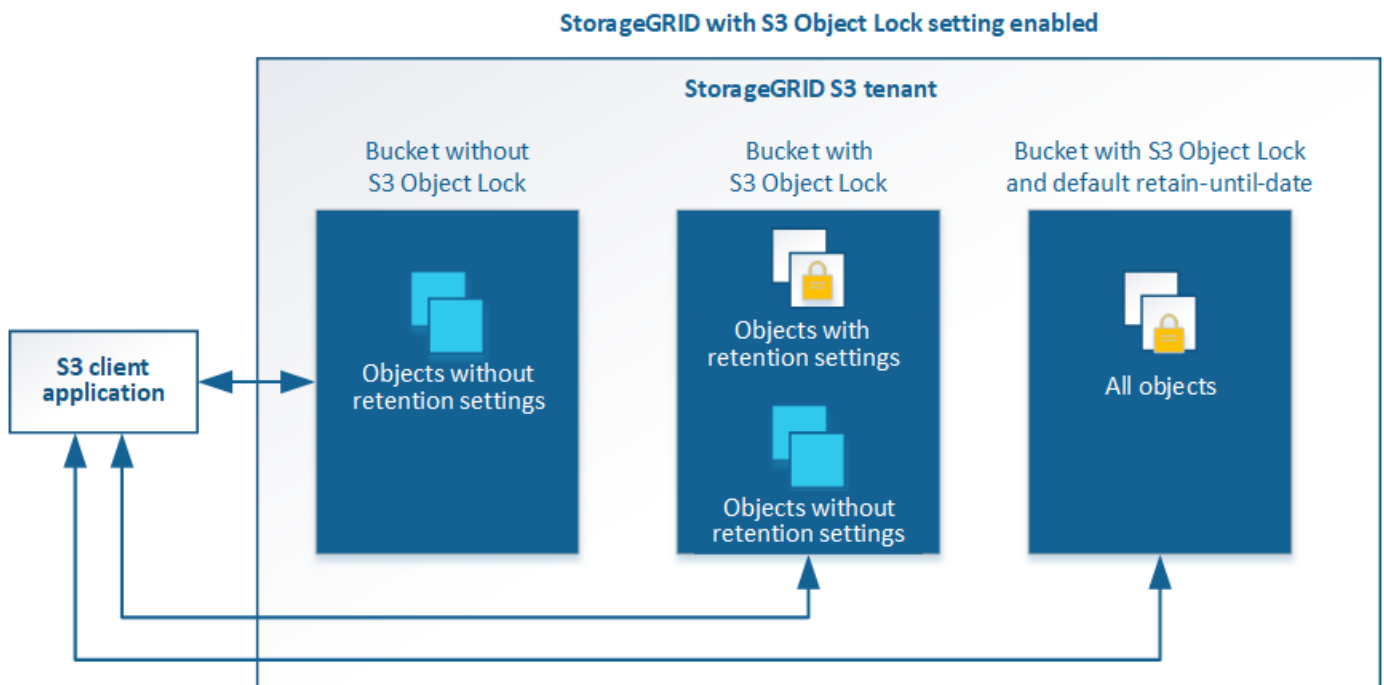 StorageGRID with S3 Object Lock setting enabled
StorageGRID S3 tenant
Bucket without
S3 Object Lock
Bucket with
S3 Object Lock
Bucket with S3 Object Lock
and default retain-until-date
S3 client
application
Objects without
retention settings
Objects with
retention settings
Objects without
retention settings
All objects